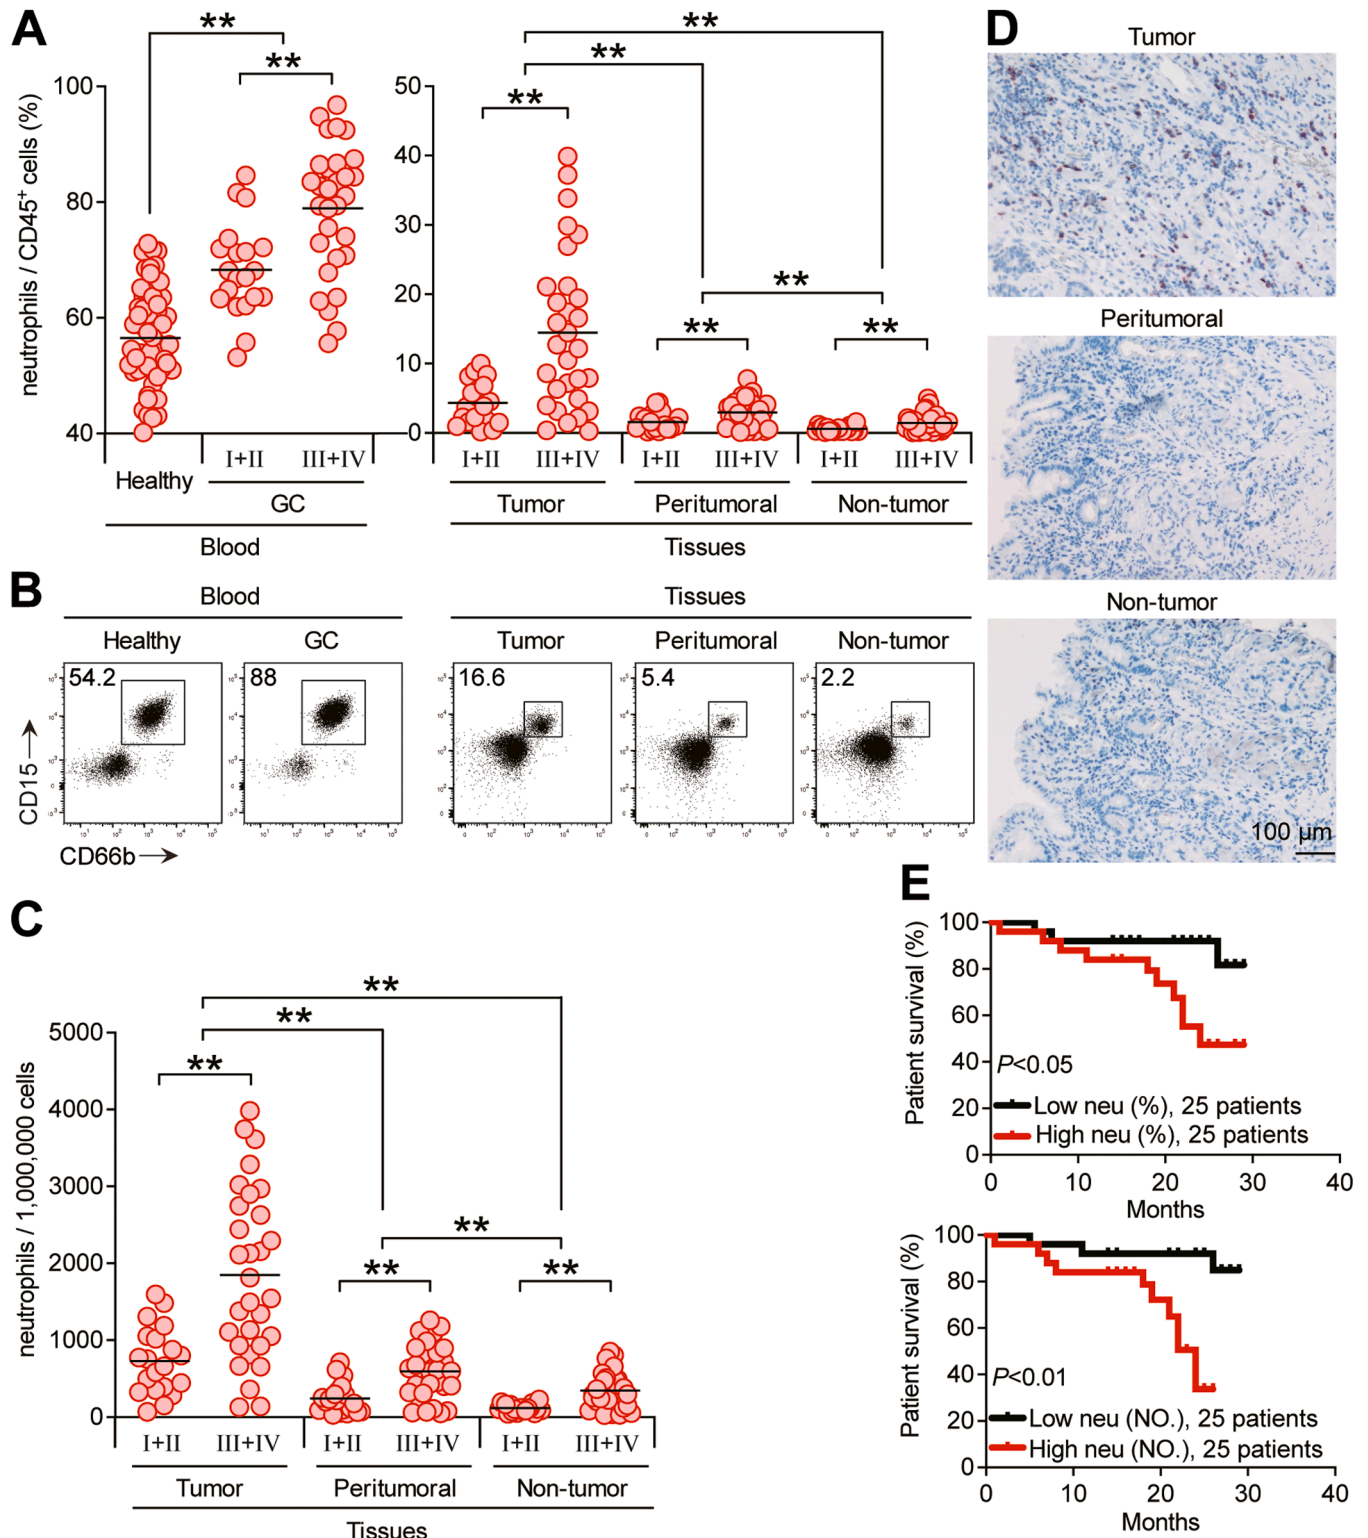 A
** ** ** ** **
** ** **
neutrophils / CD45⁺ cells (%)
100 80 60 40
50 40 30 20 10 0
Healthy I+II III+IV
GC
Blood
I+II III+IV I+II III+IV I+II III+IV
Tumor Peritumoral Non-tumor
Tissues
B
Blood Tissues
Healthy GC Tumor Peritumoral Non-tumor
54.2 88 16.6 5.4 2.2
CD15
CD66b
C
**
**
**
**
** **
neutrophils / 1,000,000 cells
5000
4000
3000
2000
1000
0
I+II III+IV I+II III+IV I+II III+IV
Tumor Peritumoral Non-tumor
Tissues
D
Tumor
Peritumoral
Non-tumor
100 µm
E
Patient survival (%)
100
80
60
40
20
0
P<0.05
Low neu (%), 25 patients
High neu (%), 25 patients
0 10 20 30 40
Months
Patient survival (%)
100
80
60
40
20
0
P<0.01
Low neu (NO.), 25 patients
High neu (NO.), 25 patients
0 10 20 30 40
Months